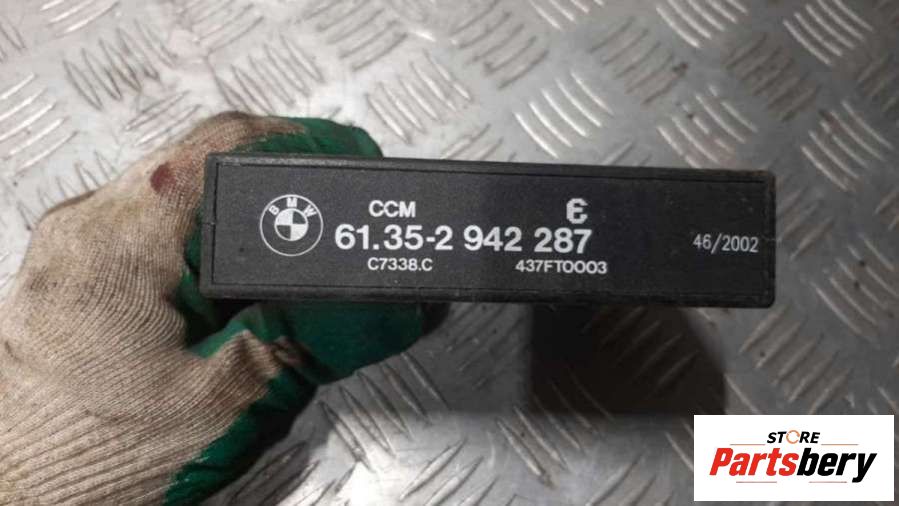 BMW
CCM Є
61.35-2 942 287
C7338.C 437FT0003
46/2002
STORE
Partsbery